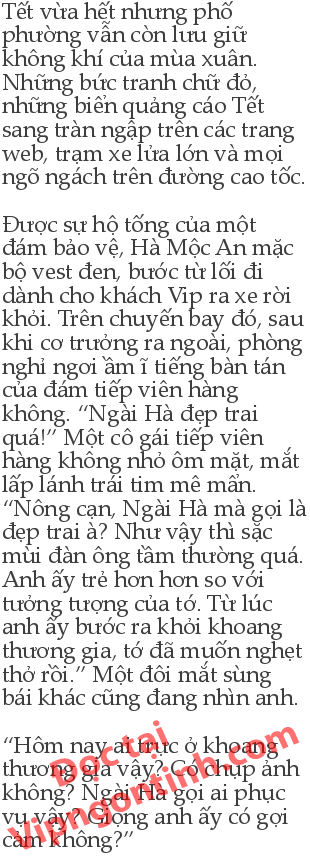 Tết vừa hết nhưng phố
phường vẫn còn lưu giữ
không khí của mùa xuân.
Những bức tranh chữ đỏ,
những biển quảng cáo Tết
sang tràn ngập trên các trang
web, trạm xe lửa lớn và mọi
ngõ ngách trên đường cao tốc.
Được sự hộ tống của một
đám bảo vệ, Hà Mộc An mặc
bộ vest đen, bước từ lối đi
dành cho khách Vip ra xe rời
khỏi. Trên chuyến bay đó, sau
khi cơ trưởng ra ngoài, phòng
nghỉ ngơi ầm ĩ tiếng bàn tán
của đám tiếp viên hàng
không. “Ngài Hà đẹp trai
quá!” Một cô gái tiếp viên
hàng không nhỏ ôm mặt, mắt
lấp lánh trái tim mê mẩn.
“Nông cạn, Ngài Hà mà gọi là
đẹp trai à? Như vậy thì sặc
mùi đàn ông tầm thường quá.
Anh ấy trẻ hơn hơn so với
tưởng tượng của tớ. Từ lúc
anh ấy bước ra khỏi khoang
thương gia, tớ đã muốn nghẹt
thở rồi.” Một đôi mắt sùng
bái khác cũng đang nhìn anh.
“Hôm nay ai trực ở khoang
thương gia vậy? Có chụp ảnh
không? Ngài Hà gọi ai phục
vụ vậy? Giọng anh ấy có gợi
cảm không?”
Đọc tại
Vipngontinh.com